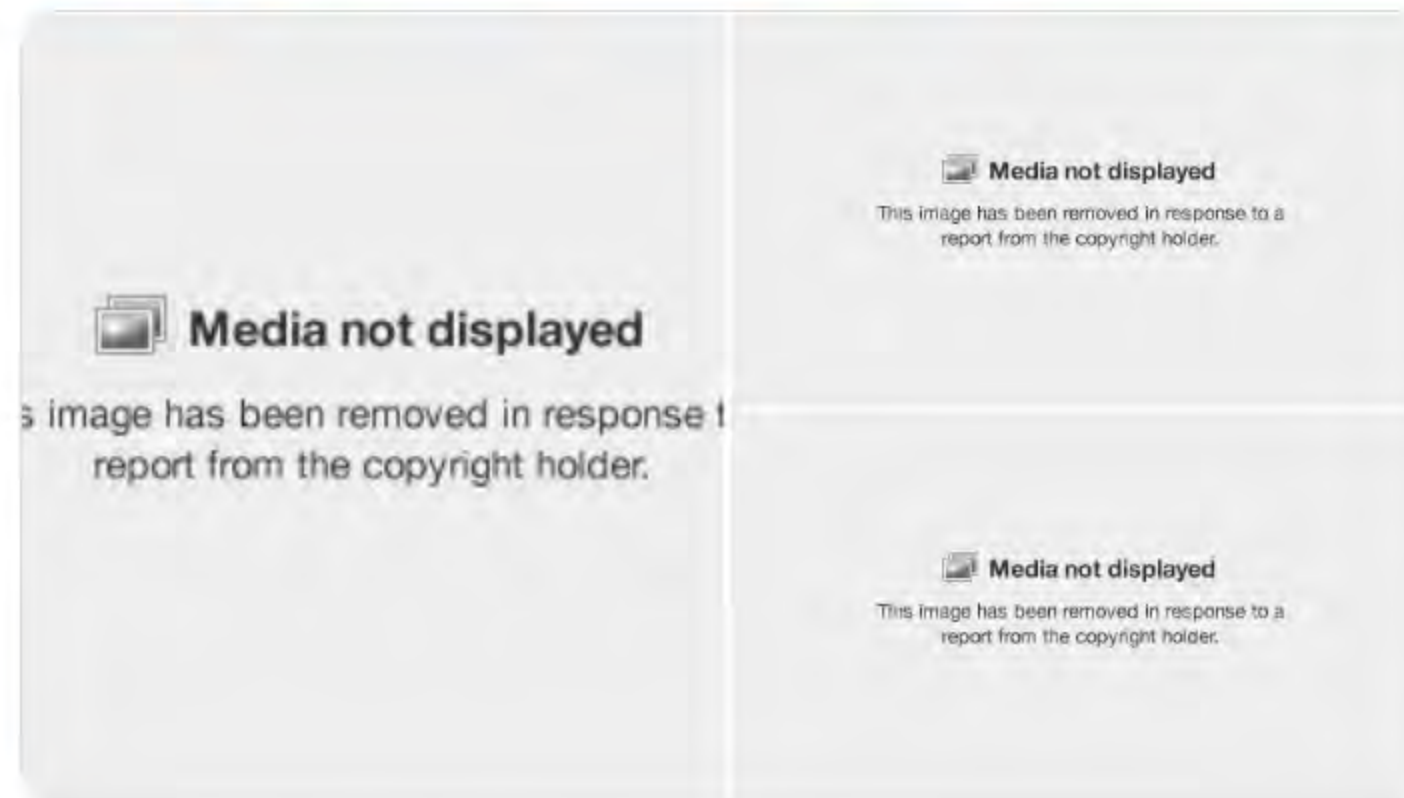 Media not displayed
s image has been removed in response t
report from the copyright holder.
Media not displayed
This image has been removed in response to a
report from the copyright holder.
Media not displayed
This image has been removed in response to a
report from the copyright holder.